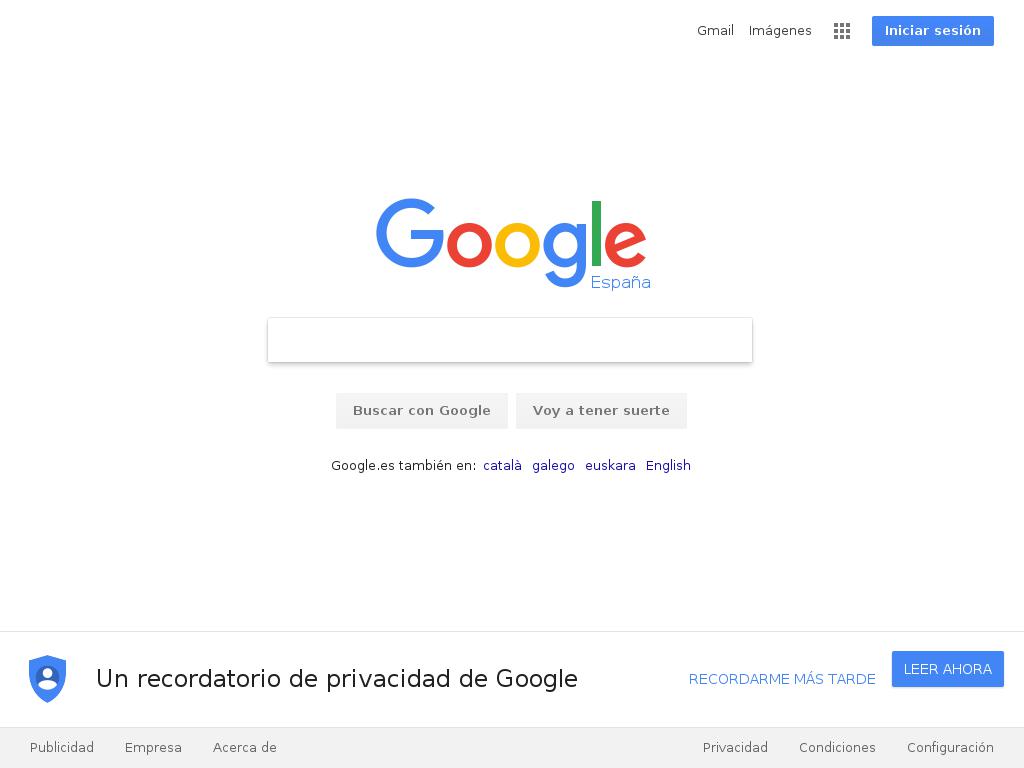 Gmail Imágenes Iniciar sesión
Google
España
Buscar con Google Voy a tener suerte
Google.es también en: català galego euskara English
Un recordatorio de privacidad de Google RECORDARME MÁS TARDE LEER AHORA
Publicidad Empresa Acerca de Privacidad Condiciones Configuración